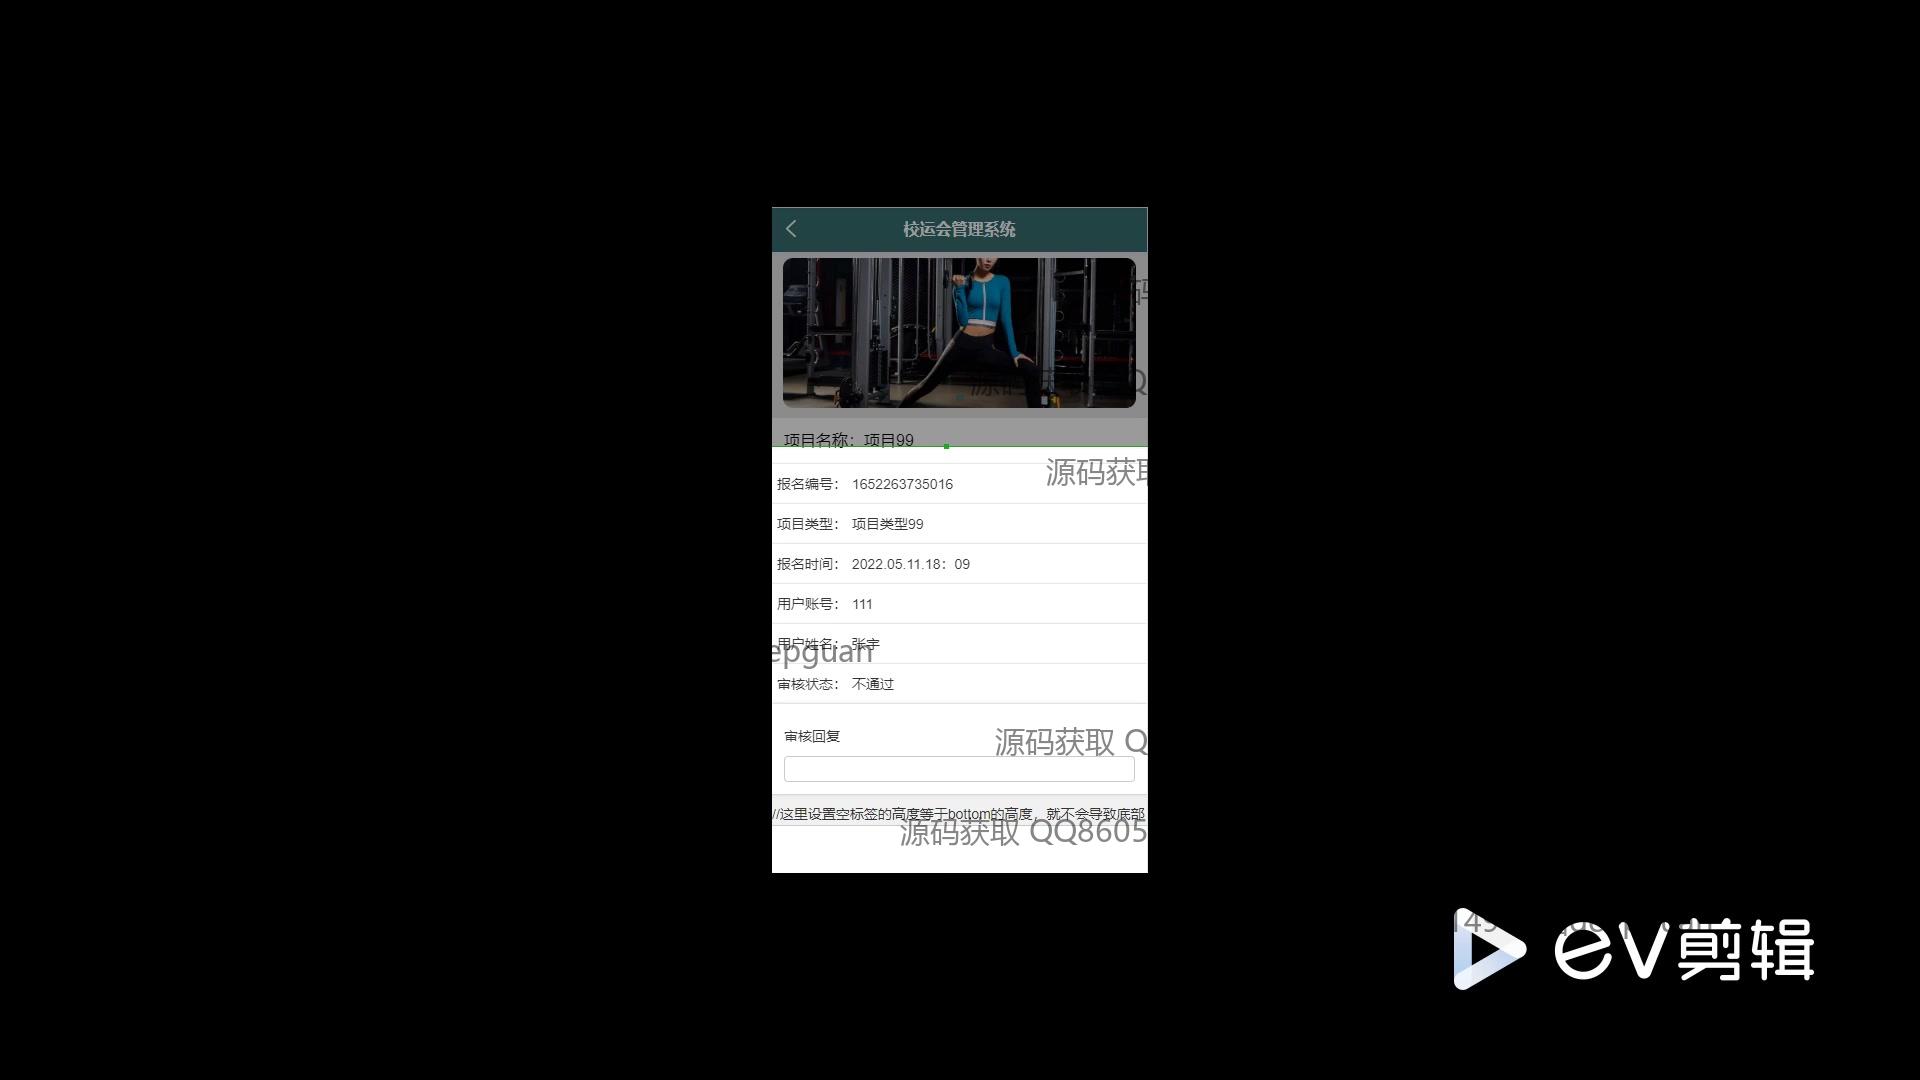 校运会管理系统
项目名称：项目99
源码获取
报名编号： 1652263735016
项目类型： 项目类型99
报名时间： 2022.05.11.18：09
用户账号： 111
用户姓名： 张宇
epguan
审核状态： 不通过
审核回复
源码获取 Q
//这里设置空标签的高度等于bottom的高度，就不会导致底部
源码获取 QQ8605
ev剪辑